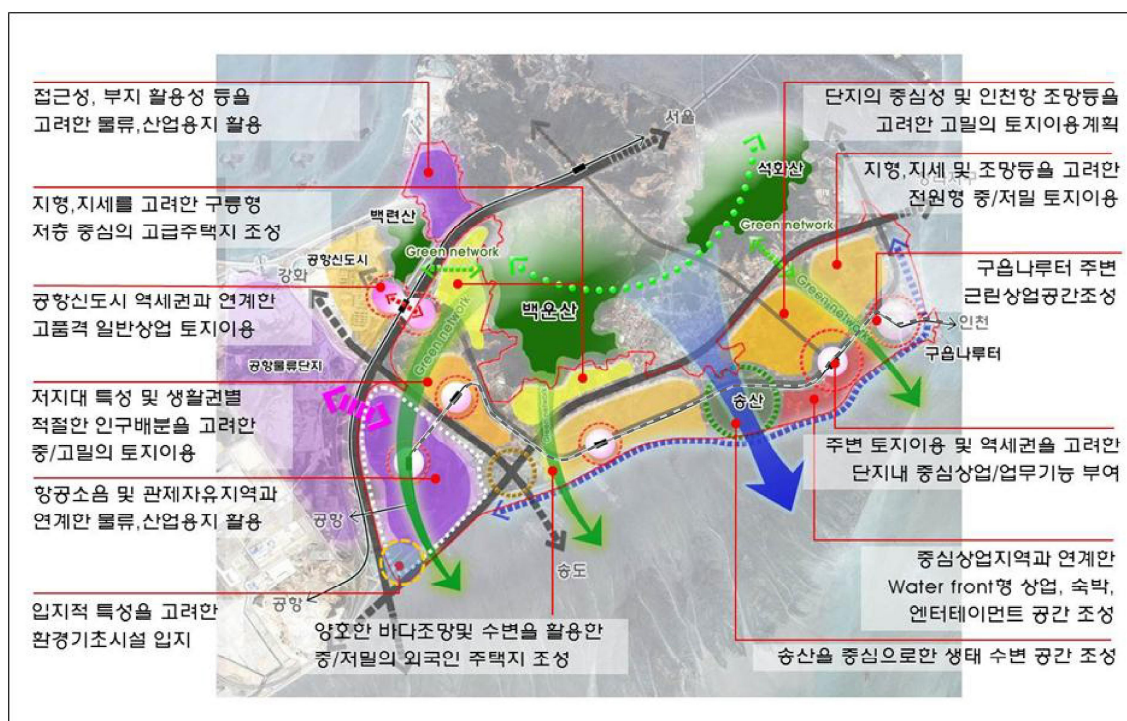 접근성, 부지 활용성 등을
고려한 물류,산업용지 활용
지형,지세를 고려한 구릉형
저층 중심의 고급주택지 조성
공항신도시 역세권과 연계한
고품격 일반상업 토지이용
저지대 특성 및 생활권별
적절한 인구배분을 고려한
중/고밀의 토지이용
항공소음 및 관제자유지역과
연계한 물류,산업용지 활용
입지적 특성을 고려한
환경기초시설 입지
양호한 바다조망및 수변을 활용한
중/저밀의 외국인 주택지 조성
단지의 중심성 및 인천항 조망등을
고려한 고밀의 토지이용계획
지형,지세 및 조망등을 고려한
전원형 중/저밀 토지이용
구읍나루터 주변
근린상업공간조성
주변 토지이용 및 역세권을 고려한
단지내 중심상업/업무기능 부여
중심상업지역과 연계한
Water front형 상업, 숙박,
엔터테이먼트 공간 조성
송산을 중심으로한 생태 수변 공간 조성
서울
석화산
백련산
Green network
Green network
공항신도시
강화
백운산
Green network
Green network
Green network
인천
구읍나루터
공항물류단지
송산
공항
송도
공항